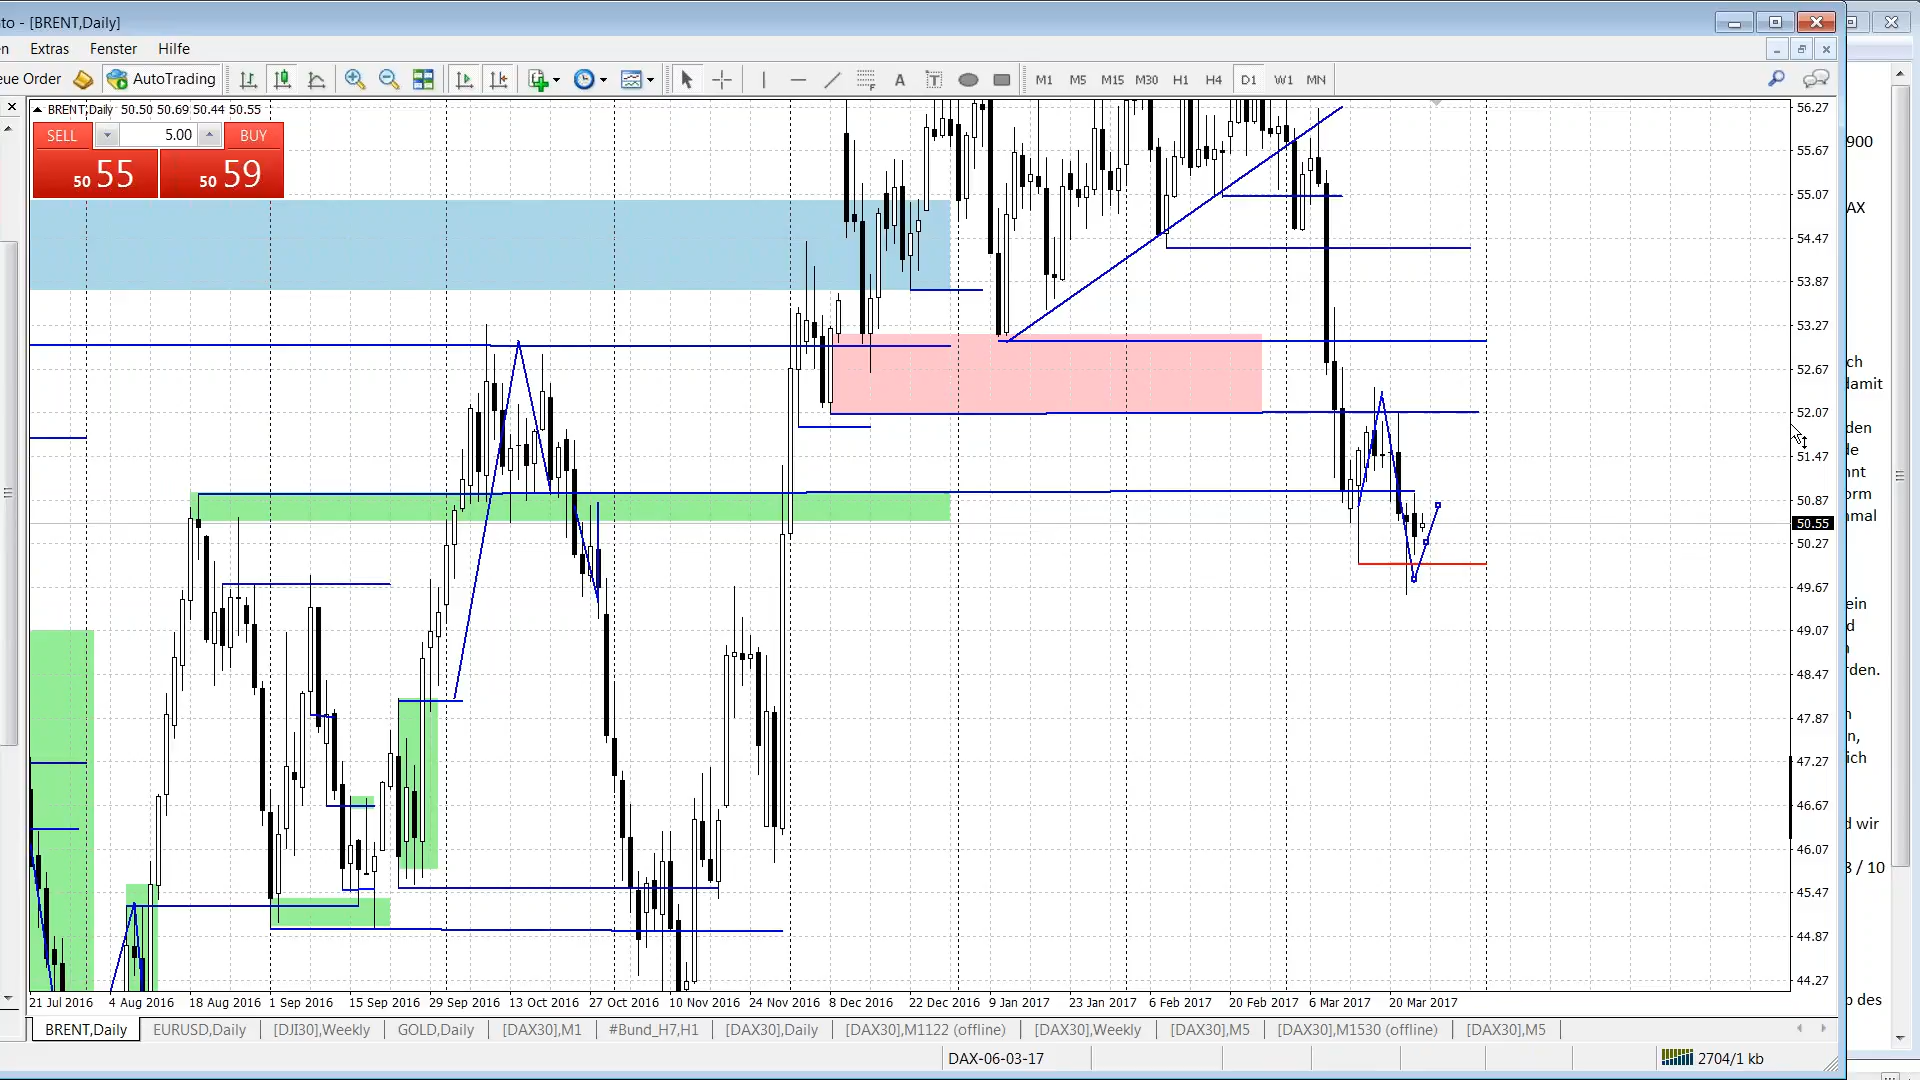 to - [BRENT,Daily]
en Extras Fenster Hilfe
eue Order AutoTrading A T M1 M5 M15 M30 H1 H4 D1 W1 MN
BRENT,Daily 50.50 50.69 50.44 50.55
SELL 5.00 BUY
50 55 50 59
56.27
55.67
55.07
54.47
53.87
53.27
52.67
52.07
51.47
50.87
50.55
50.27
49.67
49.07
48.47
47.87
47.27
46.67
46.07
45.47
44.87
44.27
21 Jul 2016 4 Aug 2016 18 Aug 2016 1 Sep 2016 15 Sep 2016 29 Sep 2016 13 Oct 2016 27 Oct 2016 10 Nov 2016 24 Nov 2016 8 Dec 2016 22 Dec 2016 9 Jan 2017 23 Jan 2017 6 Feb 2017 20 Feb 2017 6 Mar 2017 20 Mar 2017
BRENT,Daily EURUSD,Daily [DJI30],Weekly GOLD,Daily [DAX30],M1 #Bund_H7,H1 [DAX30],Daily [DAX30],M1122 (offline) [DAX30],Weekly [DAX30],M5 [DAX30],M1530 (offline) [DAX30],M5
DAX-06-03-17 2704/1 kb
900
AX
ch
damit
den
de
nnt
orm
mal
ein
d
rden.
n
n,
ich
d wir
3 / 10
des